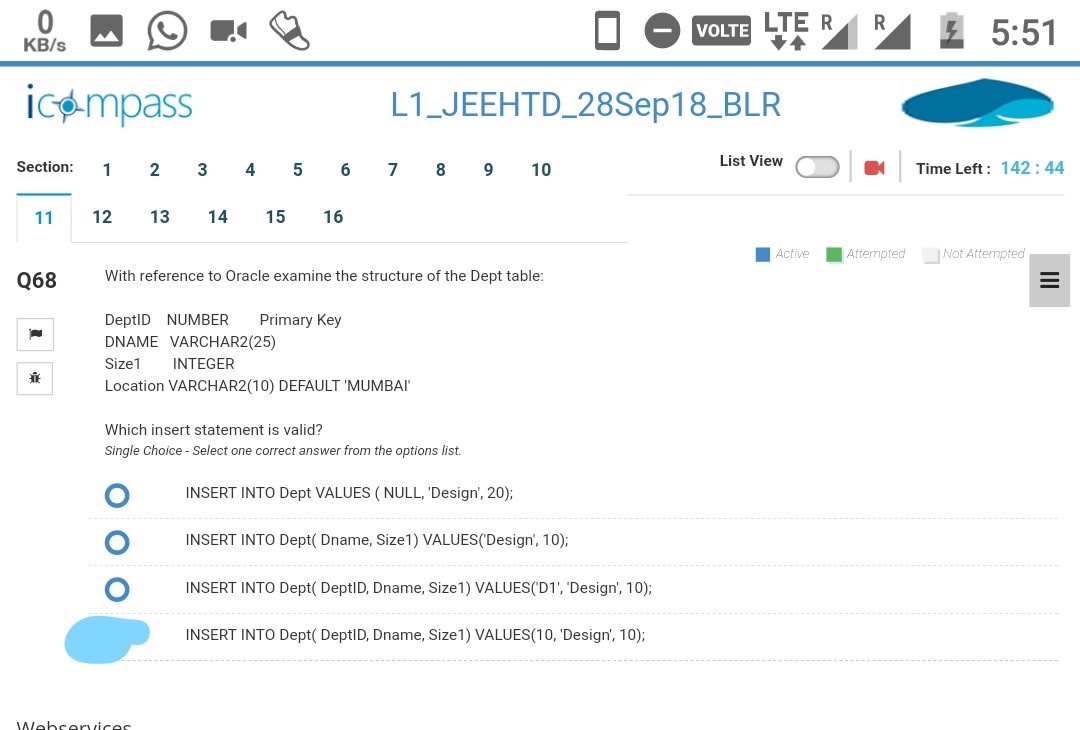 0
KB/s
VOLTE
LTE
R
R
5:51
icompass
L1_JEEHTD_28Sep18_BLR
Section: 1 2 3 4 5 6 7 8 9 10
List View
Time Left : 142 : 44
11 12 13 14 15 16
Active Attempted Not Attempted
Q68
With reference to Oracle examine the structure of the Dept table:
DeptID NUMBER Primary Key
DNAME VARCHAR2(25)
Size1 INTEGER
Location VARCHAR2(10) DEFAULT 'MUMBAI'
Which insert statement is valid?
Single Choice - Select one correct answer from the options list.
INSERT INTO Dept VALUES ( NULL, 'Design', 20);
INSERT INTO Dept( Dname, Size1) VALUES('Design', 10);
INSERT INTO Dept( DeptID, Dname, Size1) VALUES('D1', 'Design', 10);
INSERT INTO Dept( DeptID, Dname, Size1) VALUES(10, 'Design', 10);
Webservices